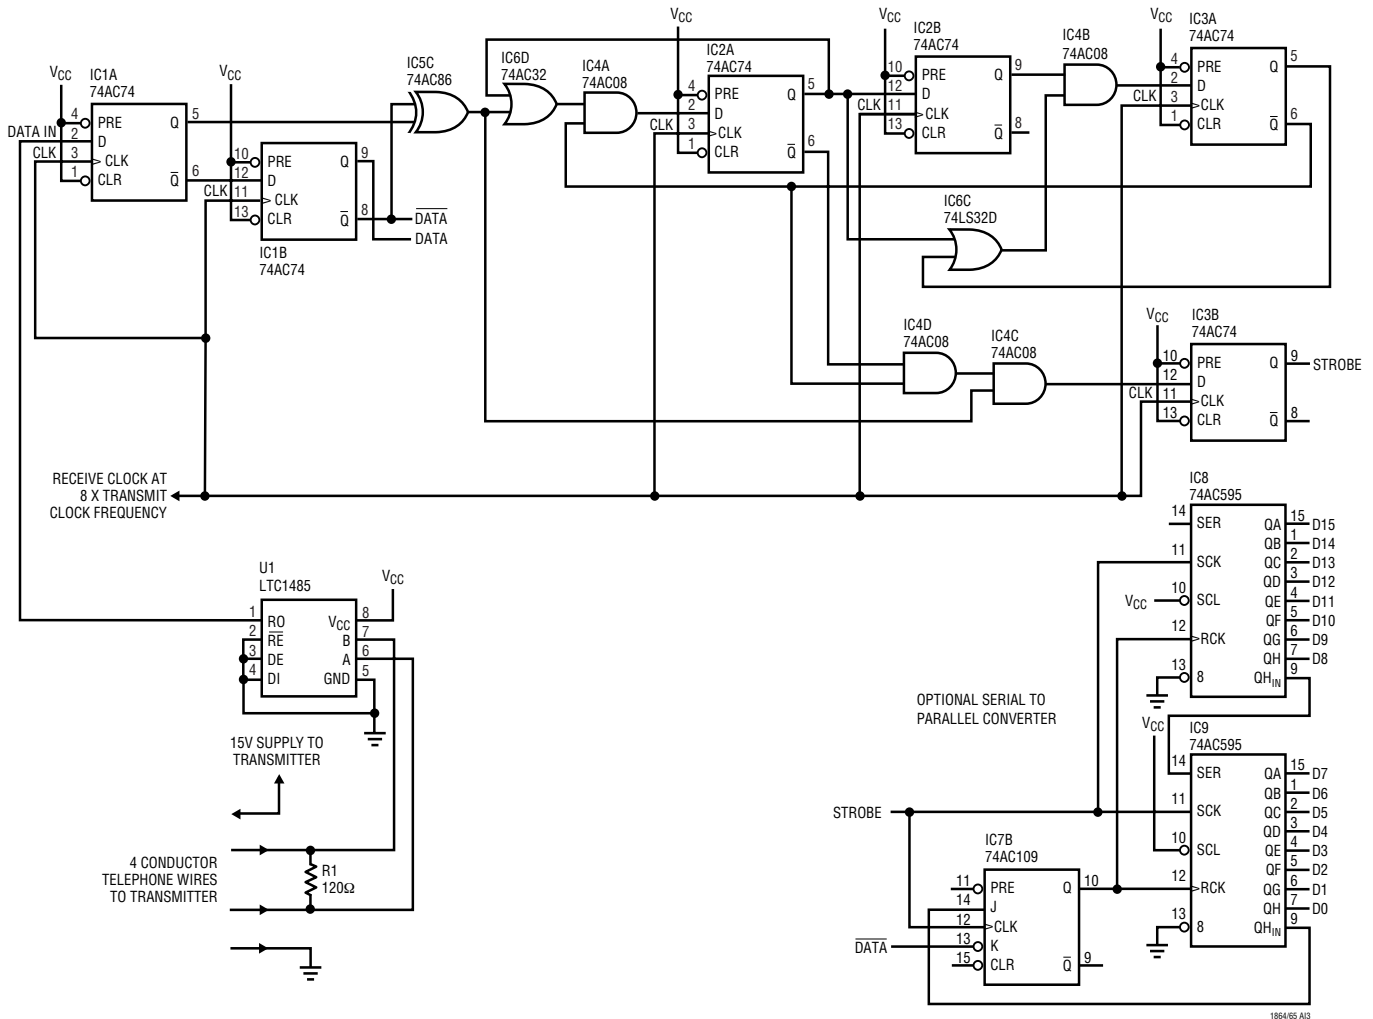 VCC
IC1A
74AC74
4
PRE
Q
5
DATA IN
2
D
CLK
3
CLK
1
CLR
Q̅
6
VCC
10
PRE
Q
9
12
D
CLK
11
CLK
13
CLR
Q̅
8
IC1B
74AC74
D̅A̅T̅A̅
DATA
IC5C
74AC86
IC6D
74AC32
IC4A
74AC08
VCC
IC2A
74AC74
4
PRE
Q
5
2
D
CLK
3
CLK
1
CLR
Q̅
6
VCC
IC2B
74AC74
10
PRE
Q
9
12
D
CLK
11
CLK
13
CLR
Q̅
8
IC4B
74AC08
VCC
IC3A
74AC74
4
PRE
Q
5
2
D
CLK
3
CLK
1
CLR
Q̅
6
IC6C
74LS32D
IC4D
74AC08
IC4C
74AC08
VCC
IC3B
74AC74
10
PRE
Q
9
STROBE
12
D
CLK
11
CLK
13
CLR
Q̅
8
RECEIVE CLOCK AT
8 X TRANSMIT
CLOCK FREQUENCY
U1
LTC1485
VCC
1
RO
VCC
8
2
R̅E̅
B
7
3
DE
A
6
4
DI
GND
5
15V SUPPLY TO
TRANSMITTER
4 CONDUCTOR
TELEPHONE WIRES
TO TRANSMITTER
R1
120Ω
IC8
74AC595
14
SER
QA
15
D15
QB
1
D14
11
SCK
QC
2
D13
QD
3
D12
VCC
10
SCL
QE
4
D11
QF
5
D10
12
RCK
QG
6
D9
QH
7
D8
13
8
QHIN
9
OPTIONAL SERIAL TO
PARALLEL CONVERTER
VCC
IC9
74AC595
14
SER
QA
15
D7
QB
1
D6
11
SCK
QC
2
D5
QD
3
D4
10
SCL
QE
4
D3
QF
5
D2
12
RCK
QG
6
D1
QH
7
D0
13
8
QHIN
9
STROBE
IC7B
74AC109
11
PRE
Q
10
14
J
12
CLK
D̅A̅T̅A̅
13
K
15
CLR
Q̅
9
1864/65 AI3